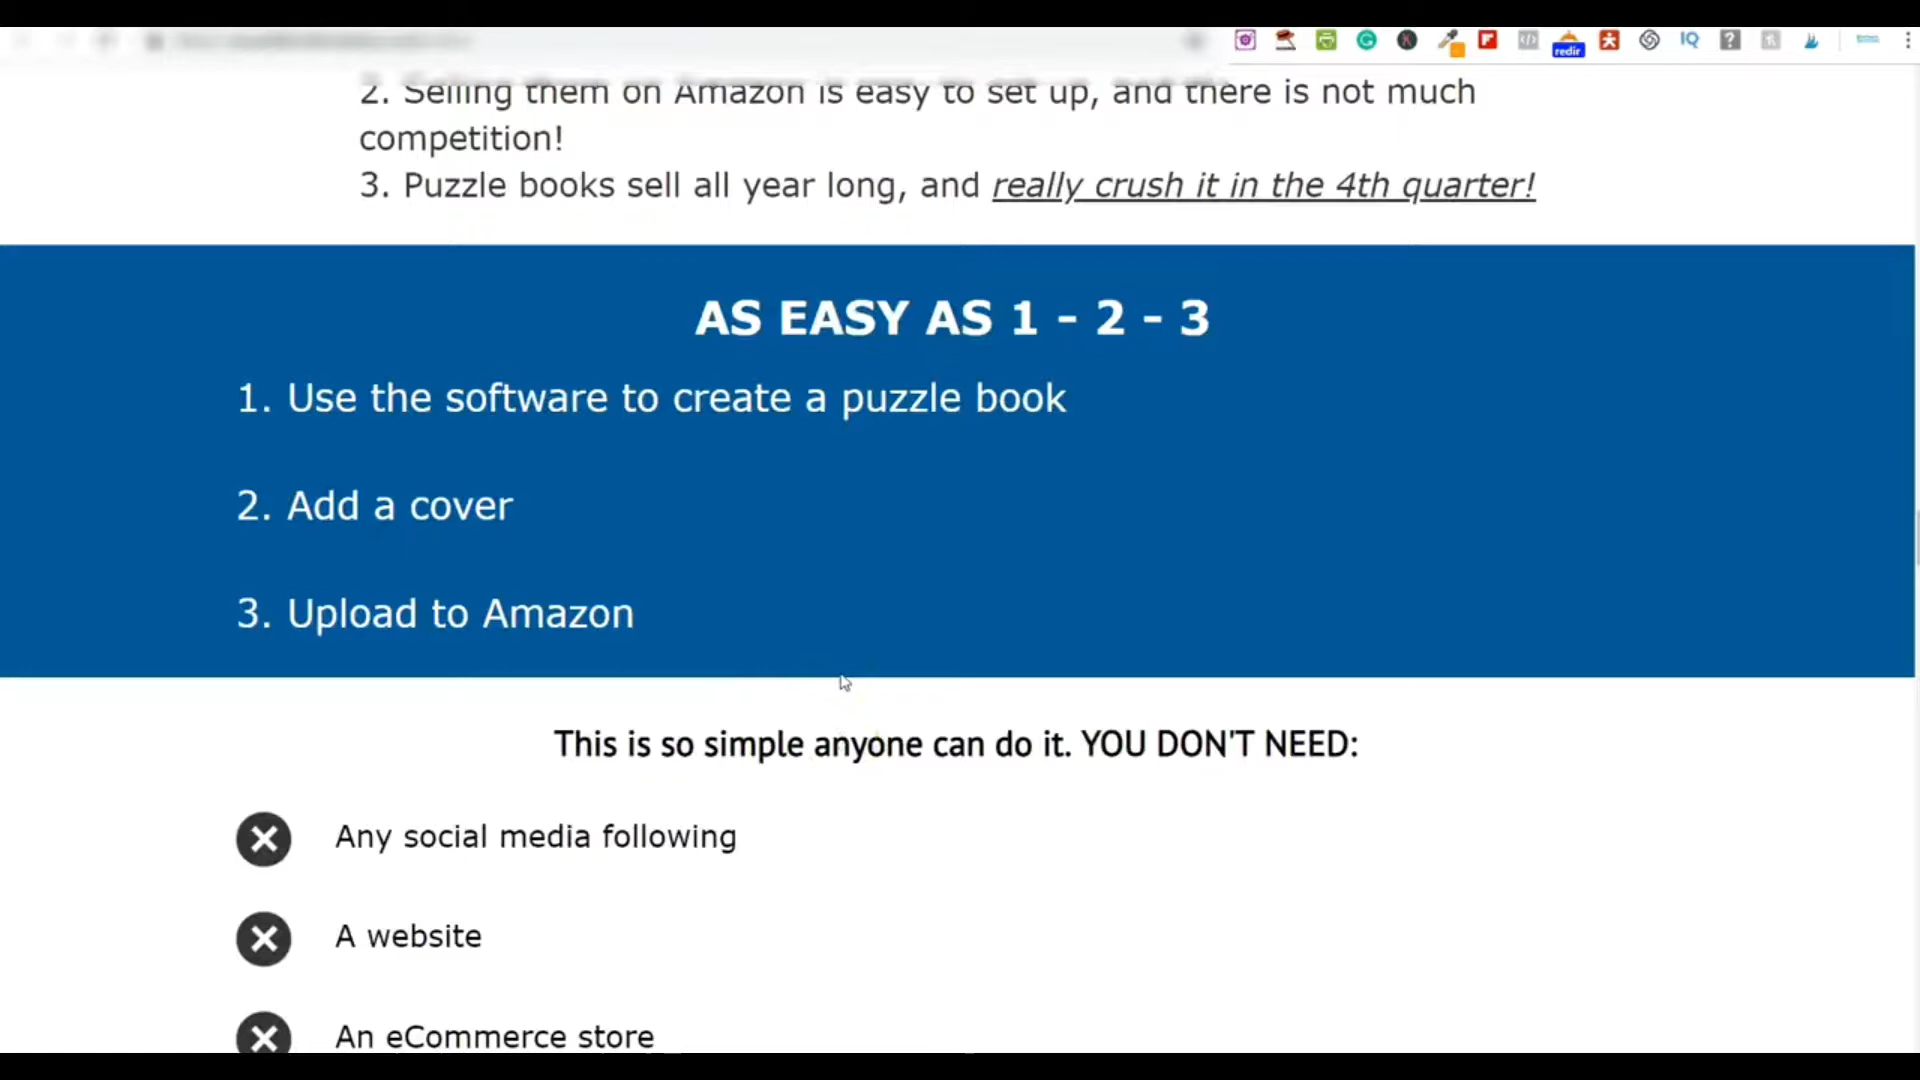 redir
IQ
2. Selling them on Amazon is easy to set up, and there is not much
competition!
3. Puzzle books sell all year long, and really crush it in the 4th quarter!
AS EASY AS 1 - 2 - 3
1. Use the software to create a puzzle book
2. Add a cover
3. Upload to Amazon
This is so simple anyone can do it. YOU DON'T NEED:
Any social media following
A website
An eCommerce store